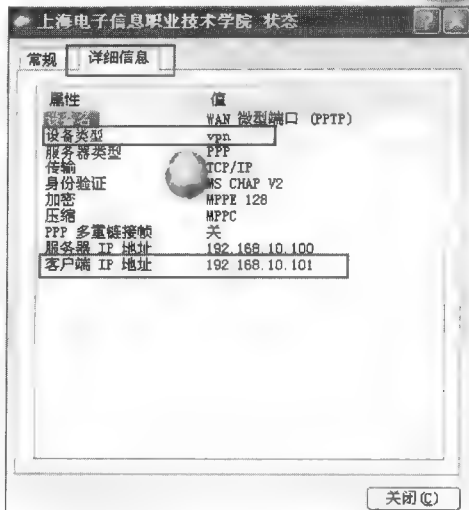 上海电子信息职业技术学院 状态
常规 详细信息
属性 值
设备名 WAN 微型端口 (PPTP)
设备类型 vpn
服务器类型 PPP
传输 TCP/IP
身份验证 MS CHAP V2
加密 MPPE 128
压缩 MPPC
PPP 多重链接帧 关
服务器 IP 地址 192.168.10.100
客户端 IP 地址 192.168.10.101
关闭(C)